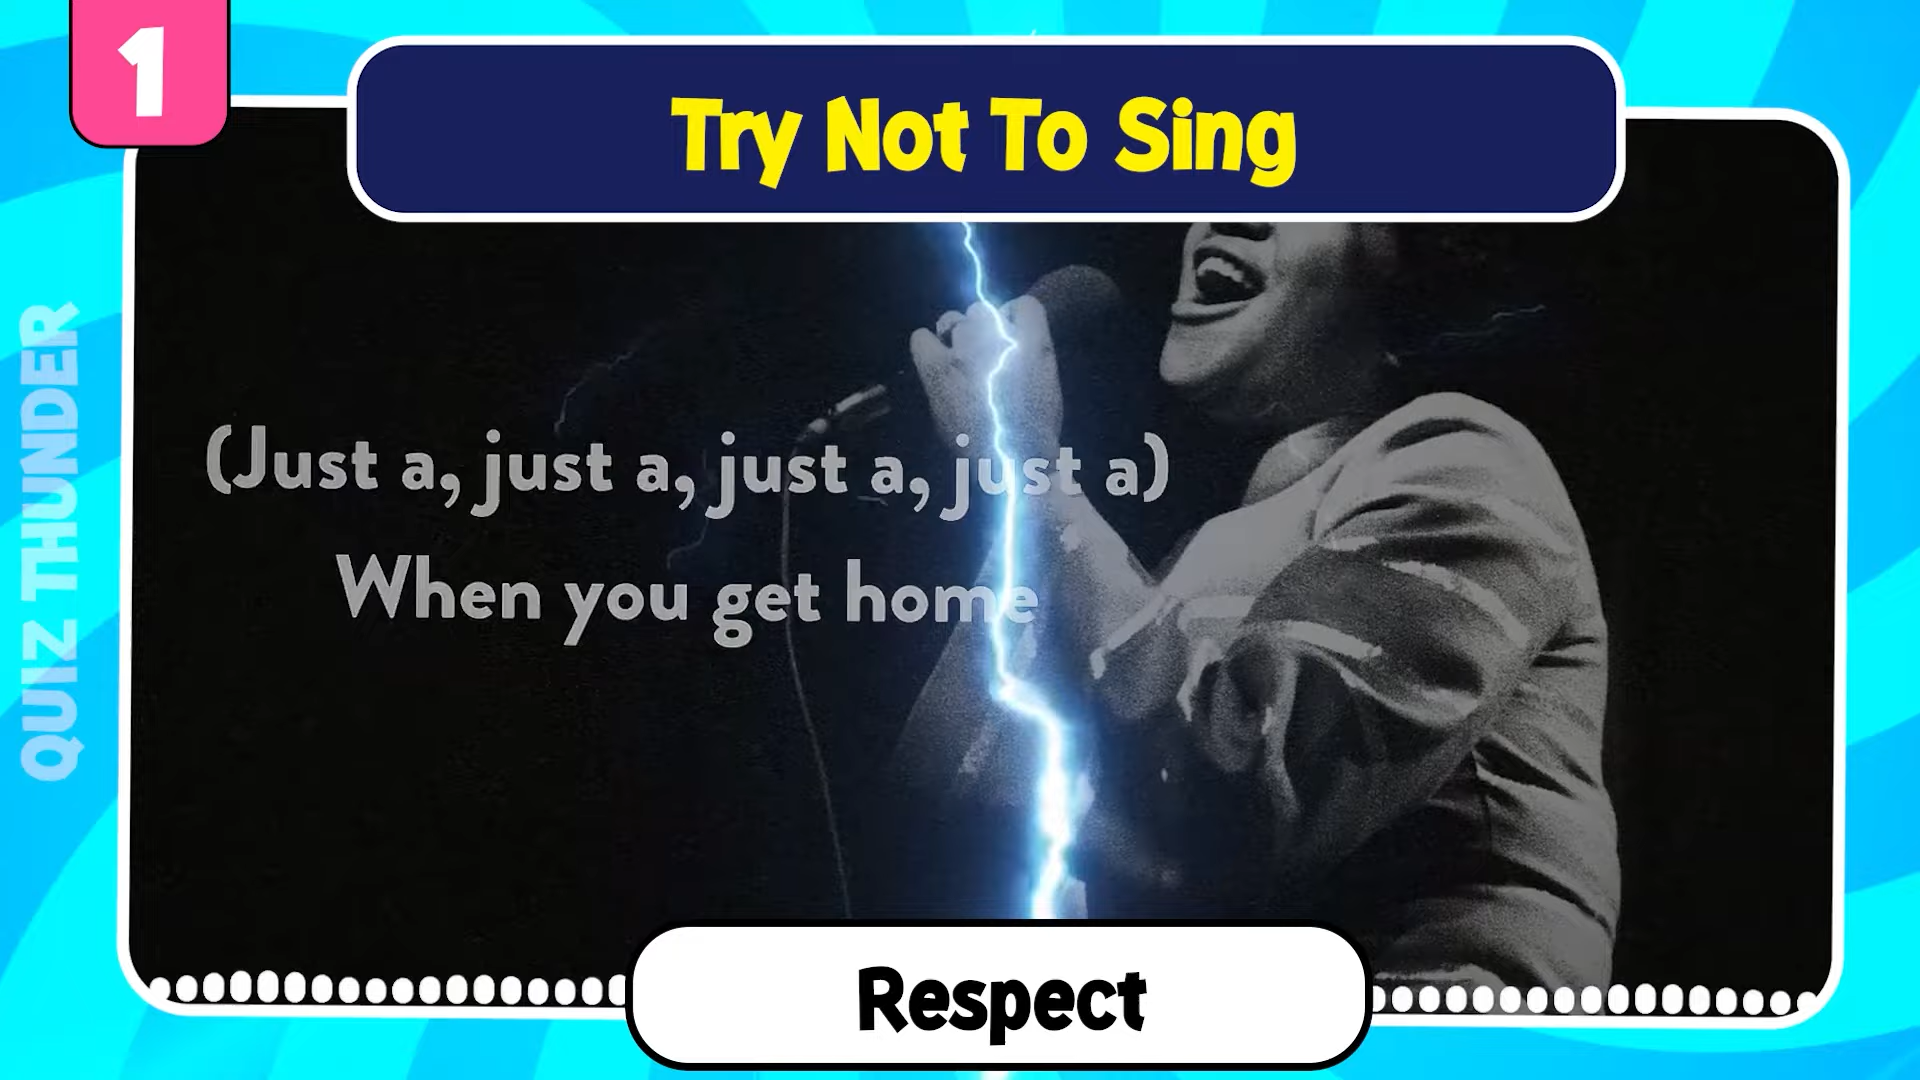 1
Try Not To Sing
QUIZ THUNDER
(Just a, just a, just a, just a)
When you get home
Respect